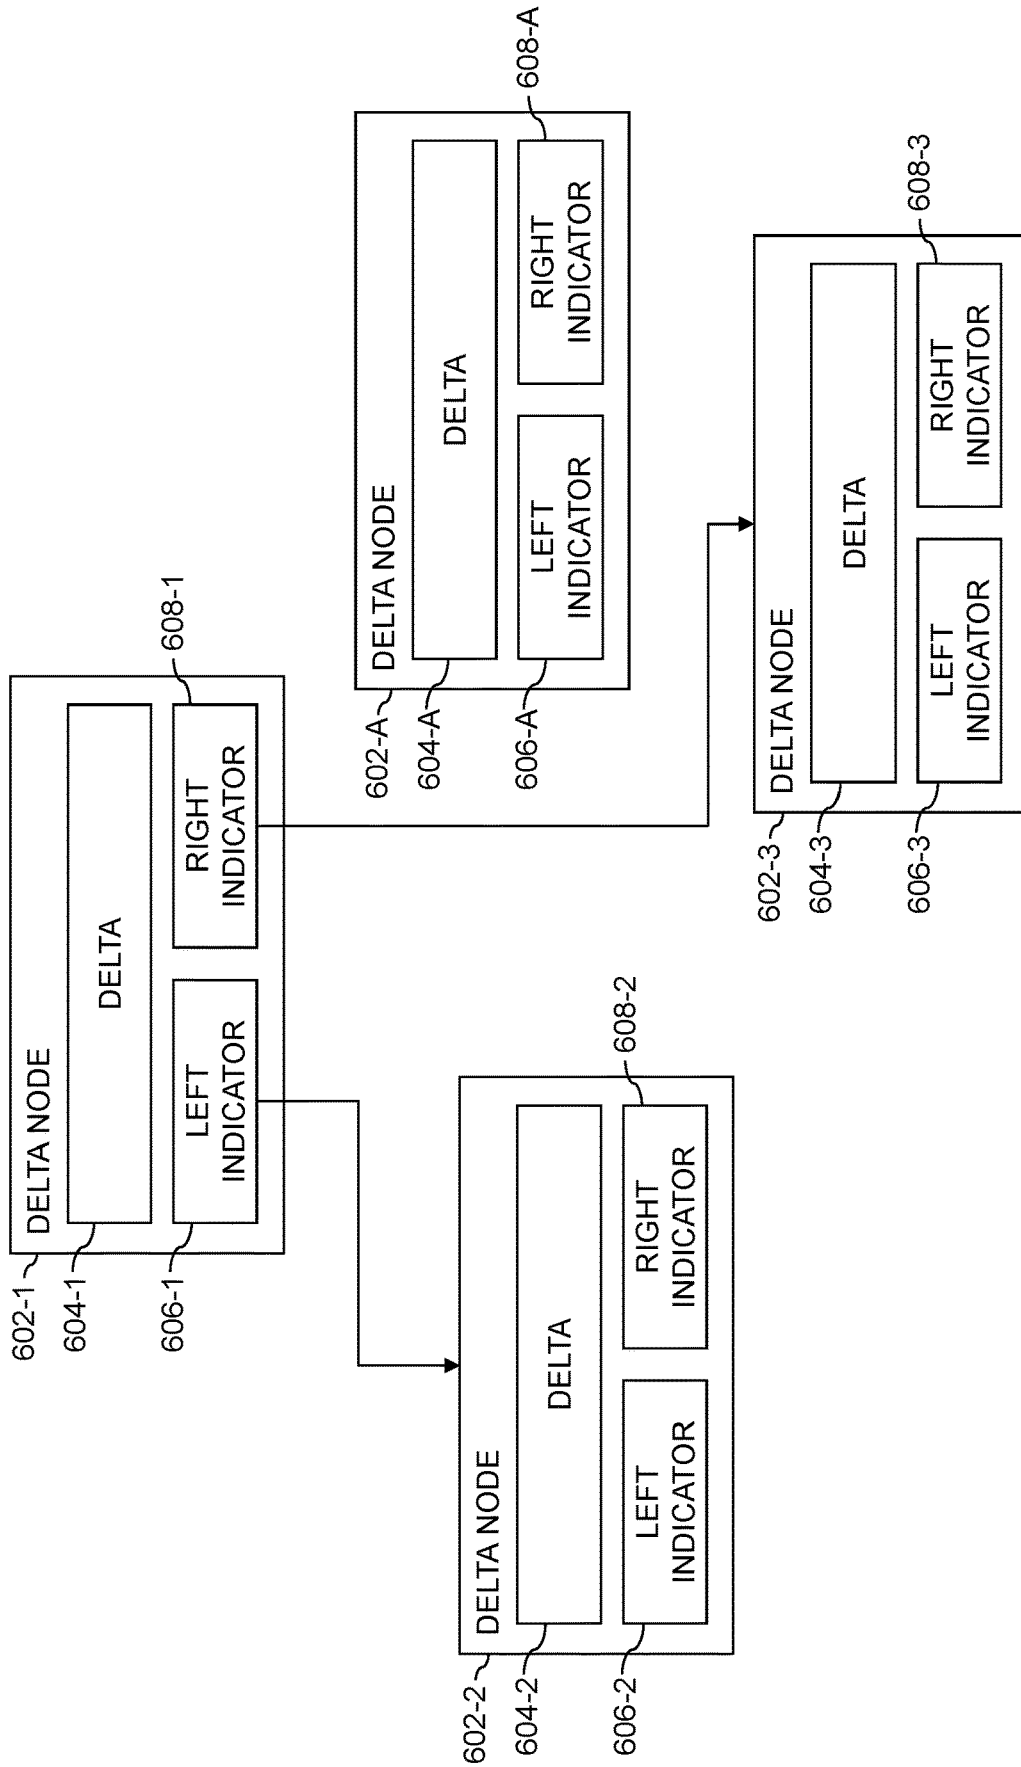 602-1
DELTA NODE
604-1
DELTA
606-1
LEFT
INDICATOR
RIGHT
INDICATOR
608-1
602-A
DELTA NODE
604-A
DELTA
606-A
LEFT
INDICATOR
RIGHT
INDICATOR
608-A
602-2
DELTA NODE
604-2
DELTA
606-2
LEFT
INDICATOR
RIGHT
INDICATOR
608-2
602-3
DELTA NODE
604-3
DELTA
606-3
LEFT
INDICATOR
RIGHT
INDICATOR
608-3